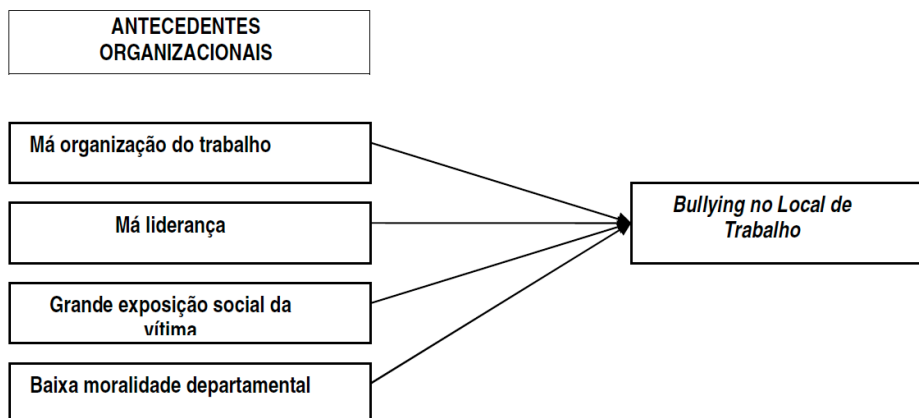 ANTECEDENTES
ORGANIZACIONAIS
Má organização do trabalho
Má liderança
Grande exposição social da
vítima
Baixa moralidade departamental
Bullying no Local de
Trabalho